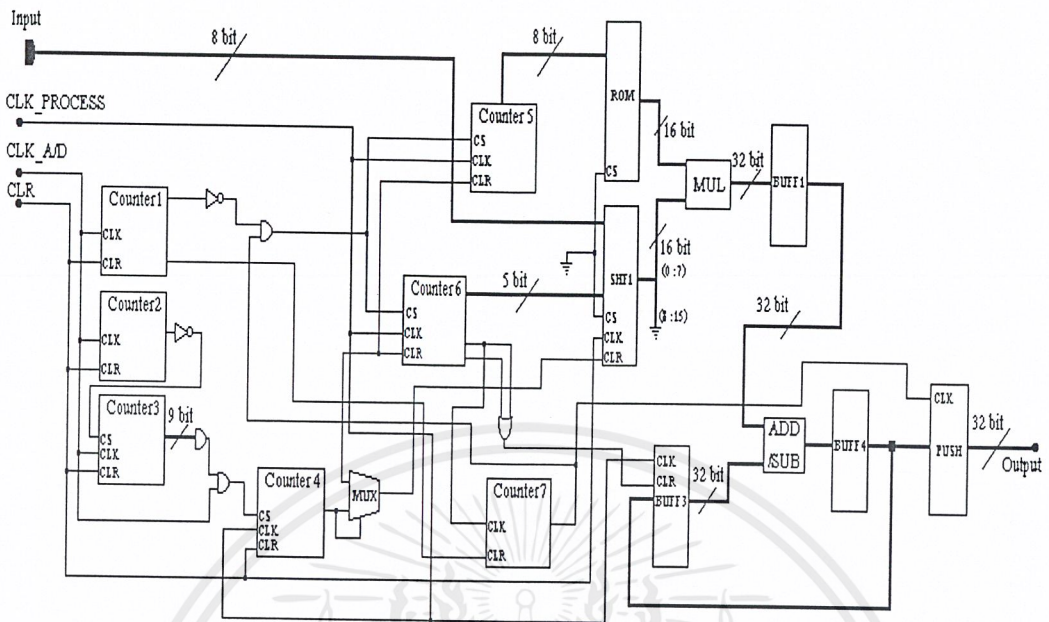 Input
8 bit
8 bit
ROM
CS
CLK_PROCESS
CLK_A/D
CLR
Counter5
CS
CLK
CLR
16 bit
MUL
32 bit
BUFF1
Counter1
CLK
CLR
SHF1
CS
CLK
CLR
16 bit
(0:7)
(8:15)
Counter6
CS
CLK
CLR
5 bit
Counter2
CLK
CLR
32 bit
Counter3
CS
CLK
CLR
9 bit
Counter4
CS
CLK
CLR
MUX
Counter7
CLK
CLR
CLK
CLR
BUFF3
32 bit
ADD
/SUB
BUFF4
CLK
PUSH
32 bit
Output